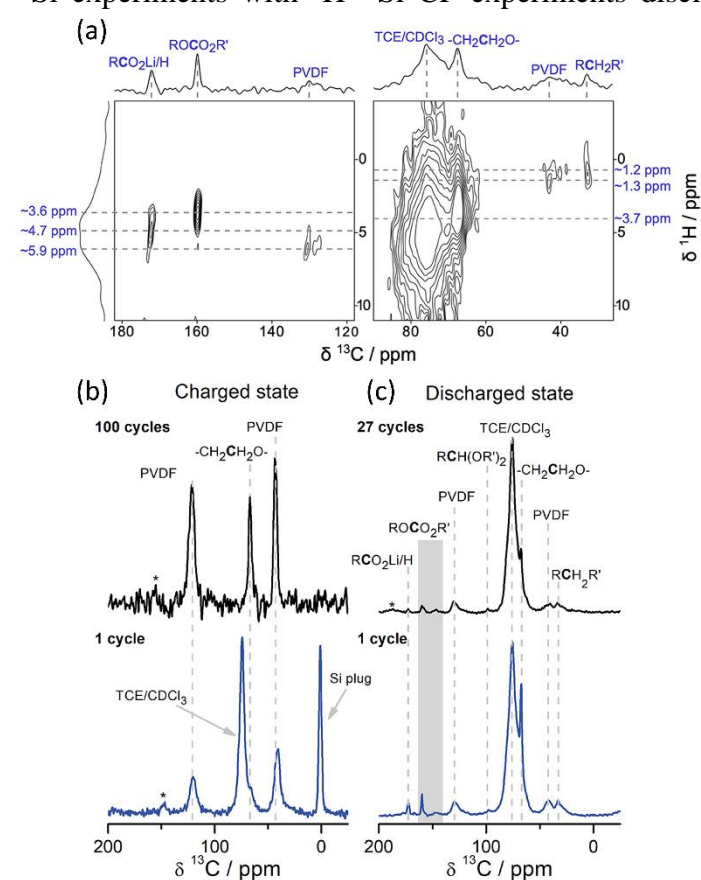 Si experiments with ¹H–²⁹Si CP experiments
(a)
TCE/CDCl₃ -CH₂CH₂O-
RCO₂Li/H ROCO₂R' PVDF PVDF RCH₂R'
0 0
~1.2 ppm
~1.3 ppm
~3.6 ppm ~3.7 ppm
~4.7 ppm 5 5
~5.9 ppm
δ ¹H / ppm
10 10
180 160 140 120 80 60 40
δ ¹³C / ppm
(b) Charged state (c) Discharged state
100 cycles PVDF 27 cycles TCE/CDCl₃
-CH₂CH₂O- RCH(OR')₂ -CH₂CH₂O-
PVDF PVDF PVDF
ROCO₂R'
RCO₂Li/H RCH₂R'
* *
1 cycle 1 cycle
Si plug
TCE/CDCl₃
*
200 100 0 200 100 0
δ ¹³C / ppm δ ¹³C / ppm